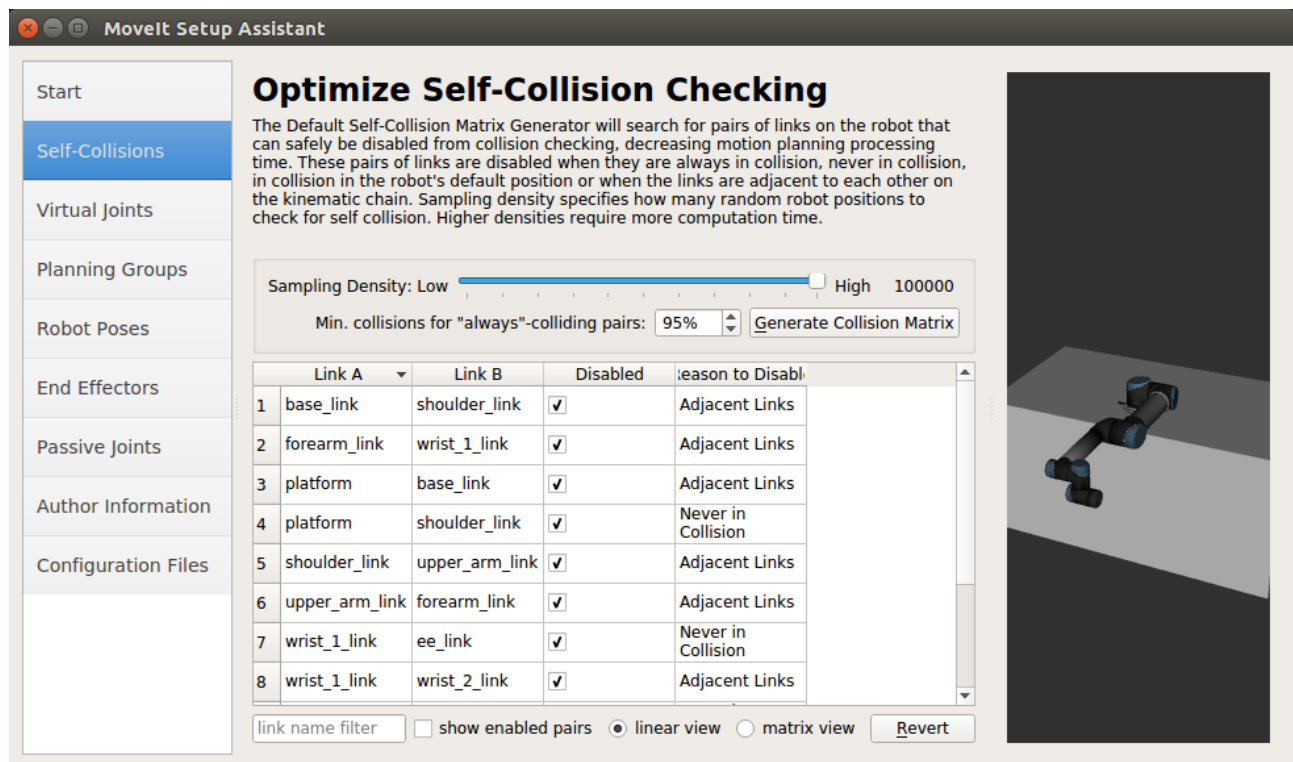 MoveIt Setup Assistant
Start
Self-Collisions
Virtual Joints
Planning Groups
Robot Poses
End Effectors
Passive Joints
Author Information
Configuration Files
Optimize Self-Collision Checking
The Default Self-Collision Matrix Generator will search for pairs of links on the robot that
can safely be disabled from collision checking, decreasing motion planning processing
time. These pairs of links are disabled when they are always in collision, never in collision,
in collision in the robot's default position or when the links are adjacent to each other on
the kinematic chain. Sampling density specifies how many random robot positions to
check for self collision. Higher densities require more computation time.
Sampling Density: Low High 100000
Min. collisions for "always"-colliding pairs: 95% Generate Collision Matrix
Link A Link B Disabled Reason to Disabl
1 base_link shoulder_link Adjacent Links
2 forearm_link wrist_1_link Adjacent Links
3 platform base_link Adjacent Links
4 platform shoulder_link Never in
Collision
5 shoulder_link upper_arm_link Adjacent Links
6 upper_arm_link forearm_link Adjacent Links
7 wrist_1_link ee_link Never in
Collision
8 wrist_1_link wrist_2_link Adjacent Links
link name filter show enabled pairs linear view matrix view Revert